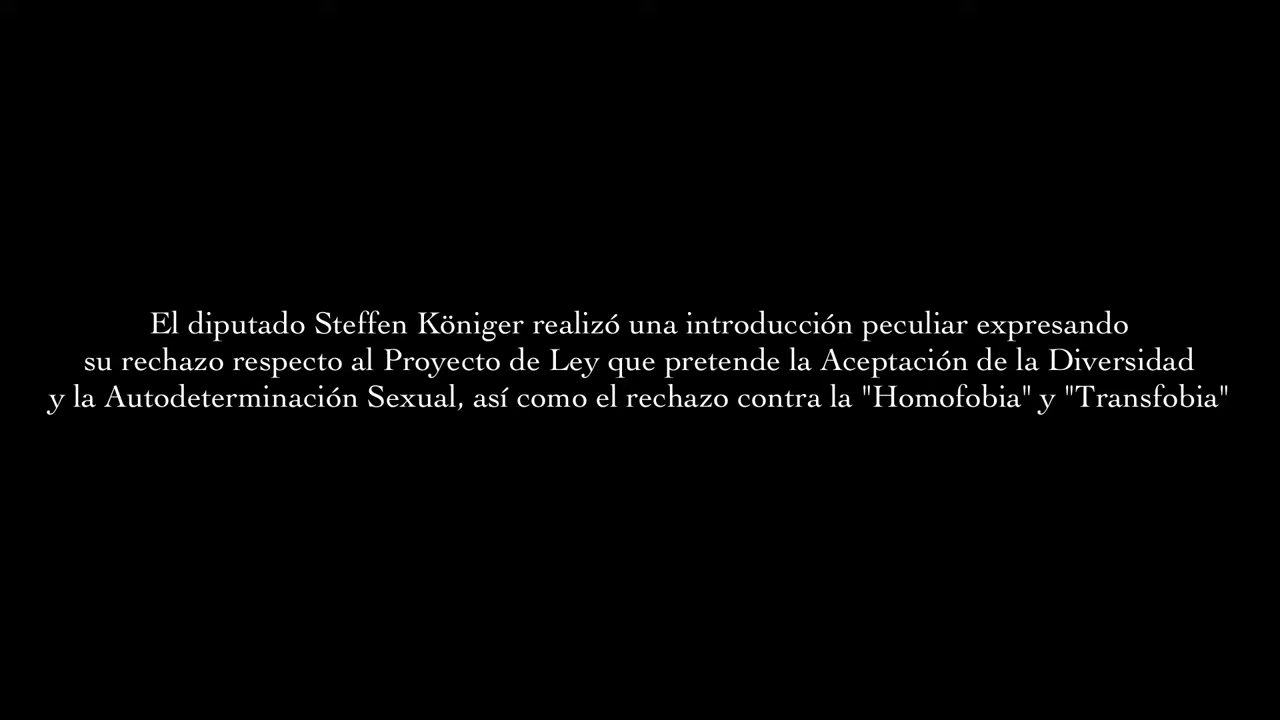 El diputado Steffen Königer realizó una introducción peculiar expresando
su rechazo respecto al Proyecto de Ley que pretende la Aceptación de la Diversidad
y la Autodeterminación Sexual, así como el rechazo contra la "Homofobia" y "Transfobia"